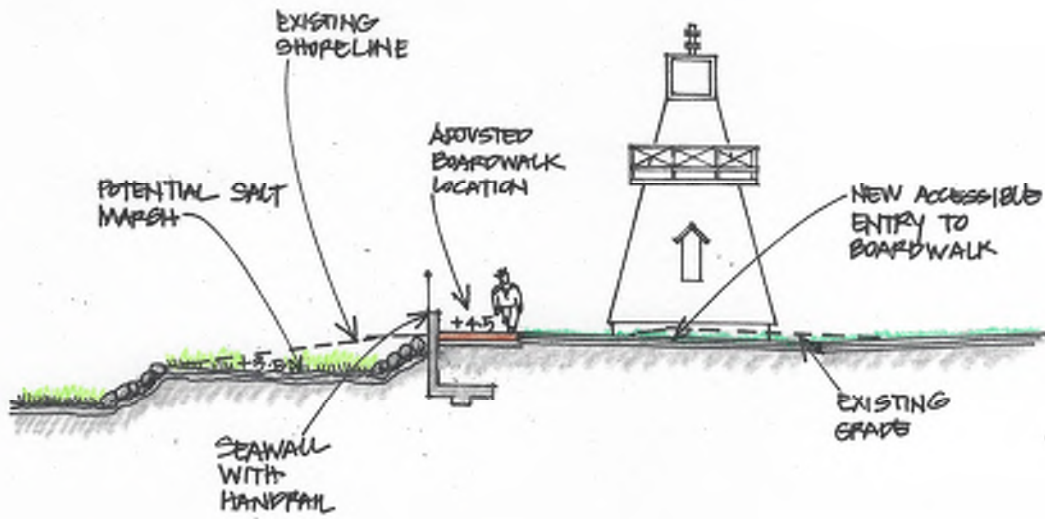 EXISTING
SHORELINE
ADJUSTED
BOARDWALK
LOCATION
POTENTIAL SALT
MARSH
NEW ACCESSIBLE
ENTRY TO
BOARDWALK
+4.5
SEAWALL
WITH
HANDRAIL
EXISTING
GRADE